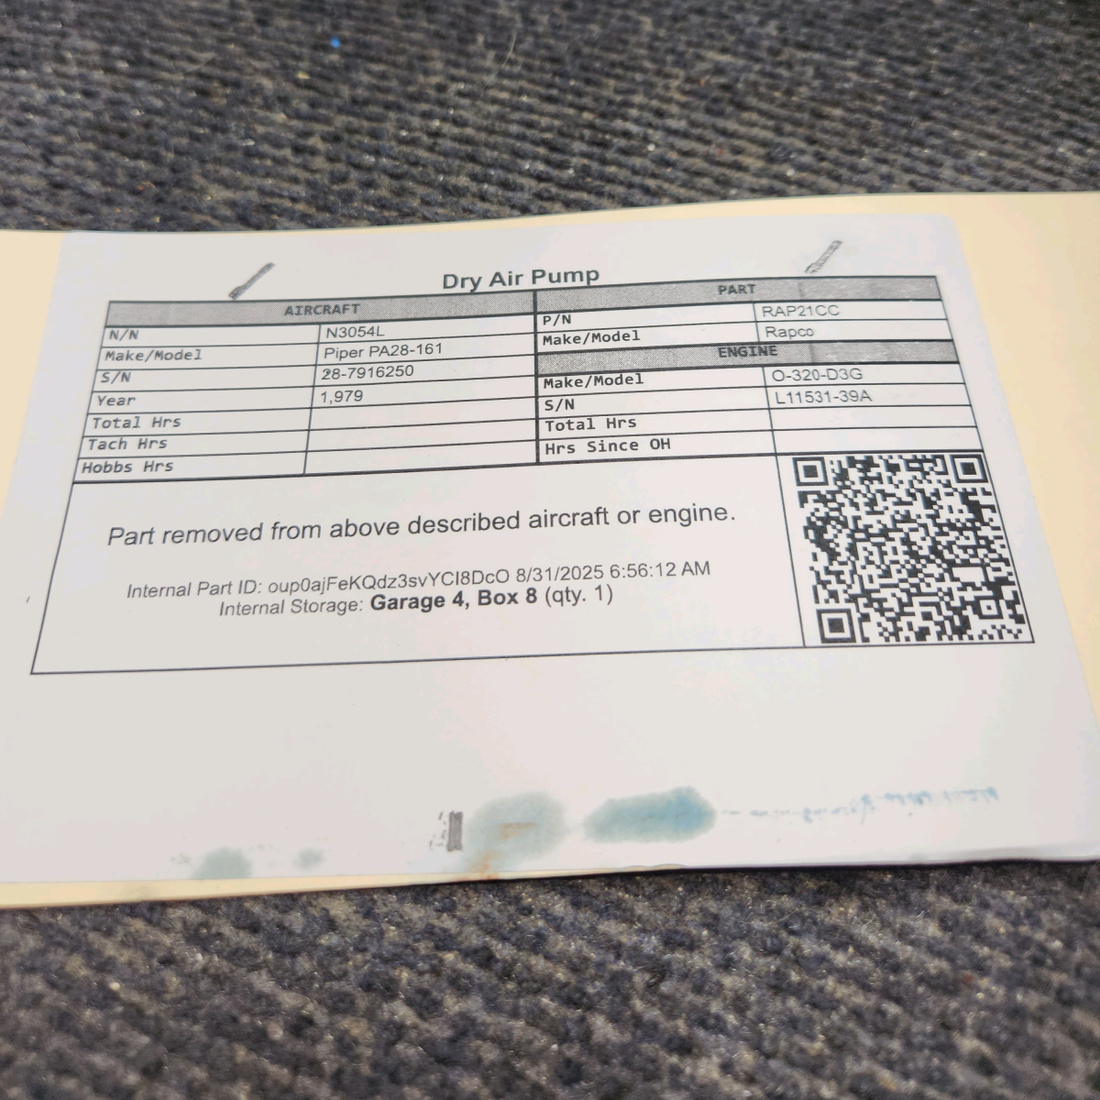 Dry Air Pump
AIRCRAFT
N/N N3054L
Make/Model Piper PA28-161
S/N 28-7916250
Year 1,979
Total Hrs
Tach Hrs
Hobbs Hrs
PART
P/N RAP21CC
Make/Model Rapco
ENGINE
Make/Model O-320-D3G
S/N L11531-39A
Total Hrs
Hrs Since OH
Part removed from above described aircraft or engine.
Internal Part ID: oup0ajFeKQdz3svYCI8DcO 8/31/2025 6:56:12 AM
Internal Storage: Garage 4, Box 8 (qty. 1)